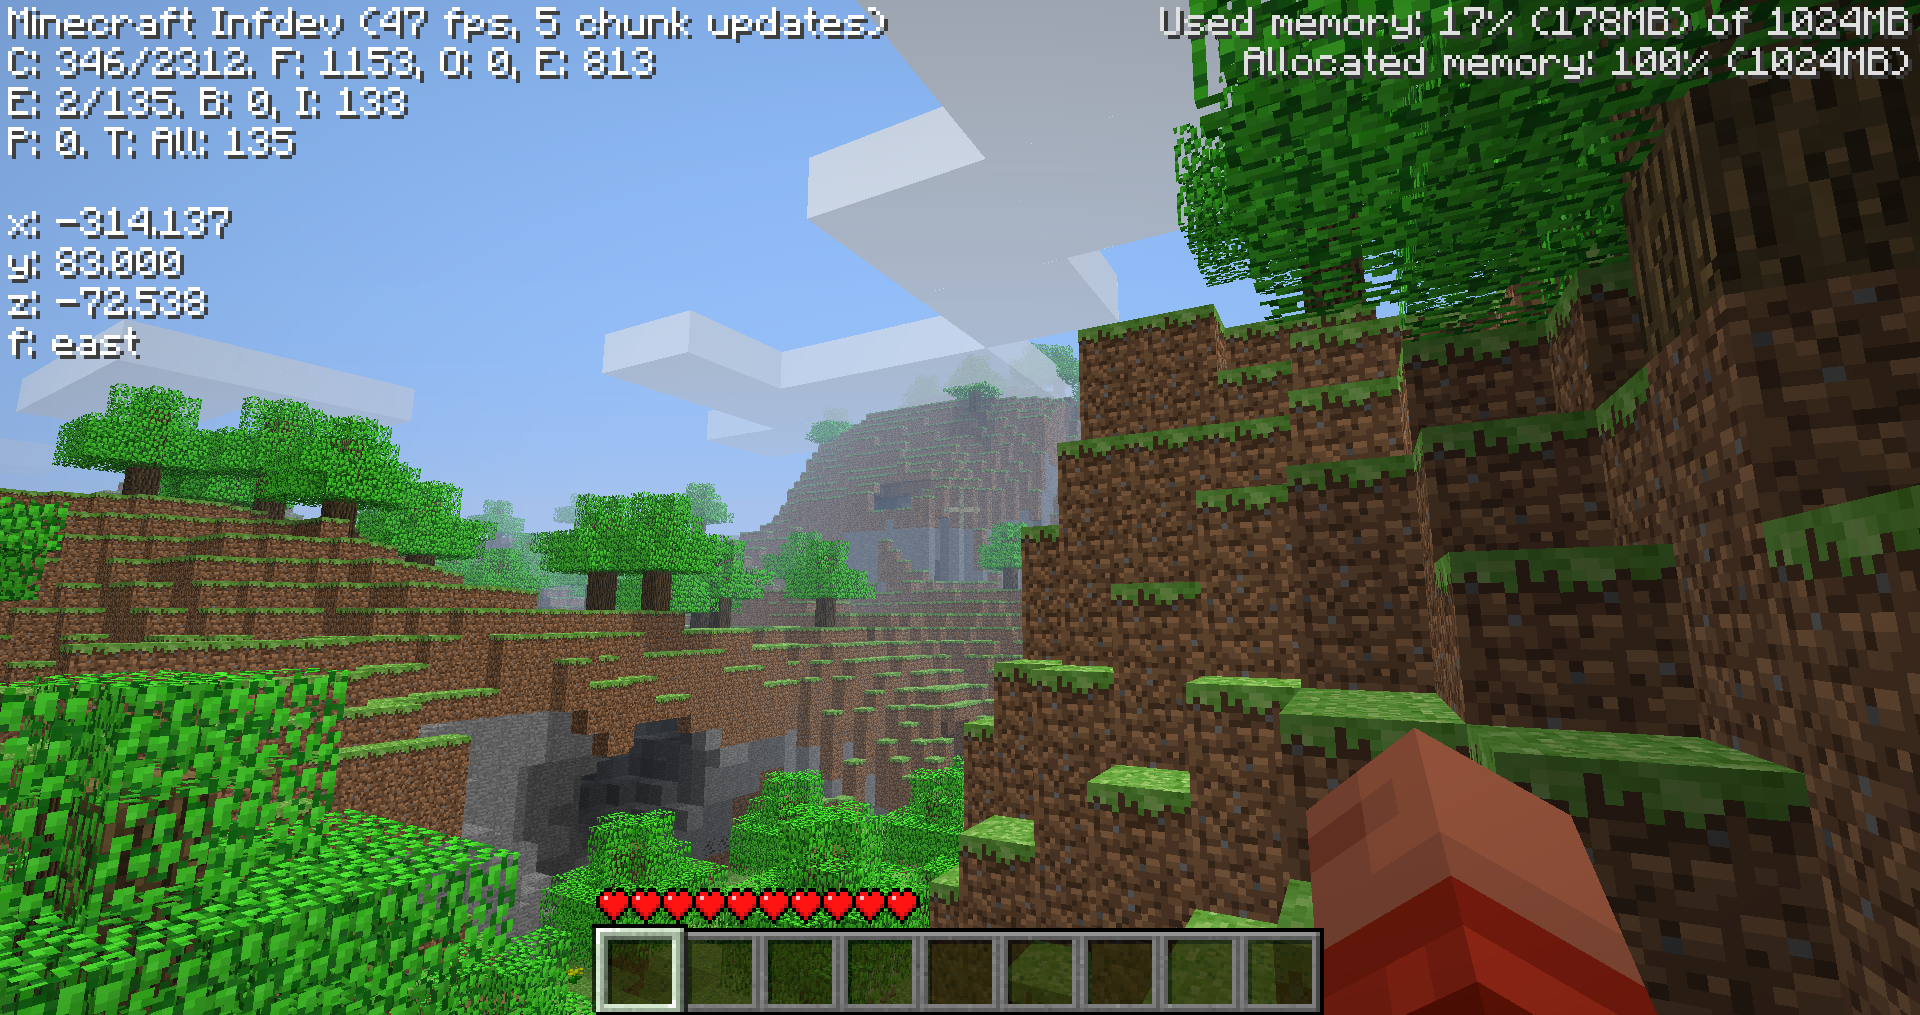 Minecraft Infdev (47 fps, 5 chunk updates)
C: 346/2312. F: 1153, O: 0, E: 813
E: 2/135. B: 0, I: 133
P: 0. T: All: 135
x: -314.137
y: 83.000
z: -72.538
f: east
Used memory: 17% (178MB) of 1024MB
Allocated memory: 100% (1024MB)